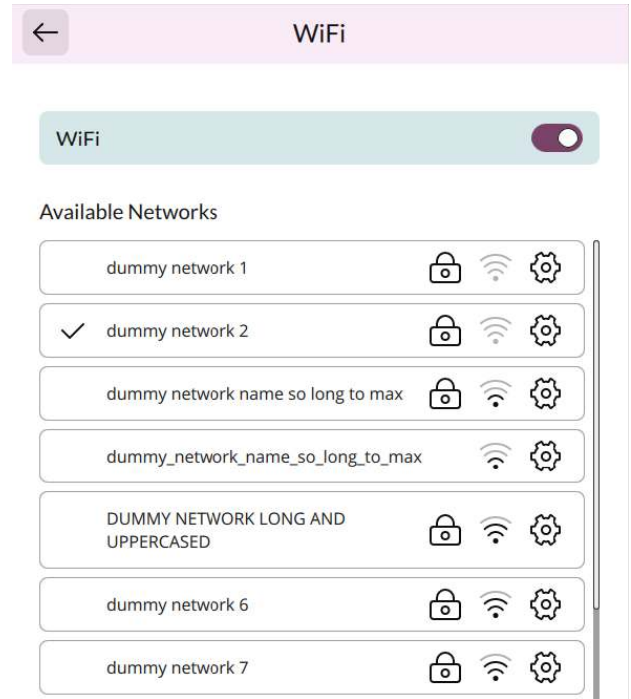 WiFi
WiFi
Available Networks
dummy network 1
dummy network 2
dummy network name so long to max
dummy_network_name_so_long_to_max
DUMMY NETWORK LONG AND
UPPERCASED
dummy network 6
dummy network 7